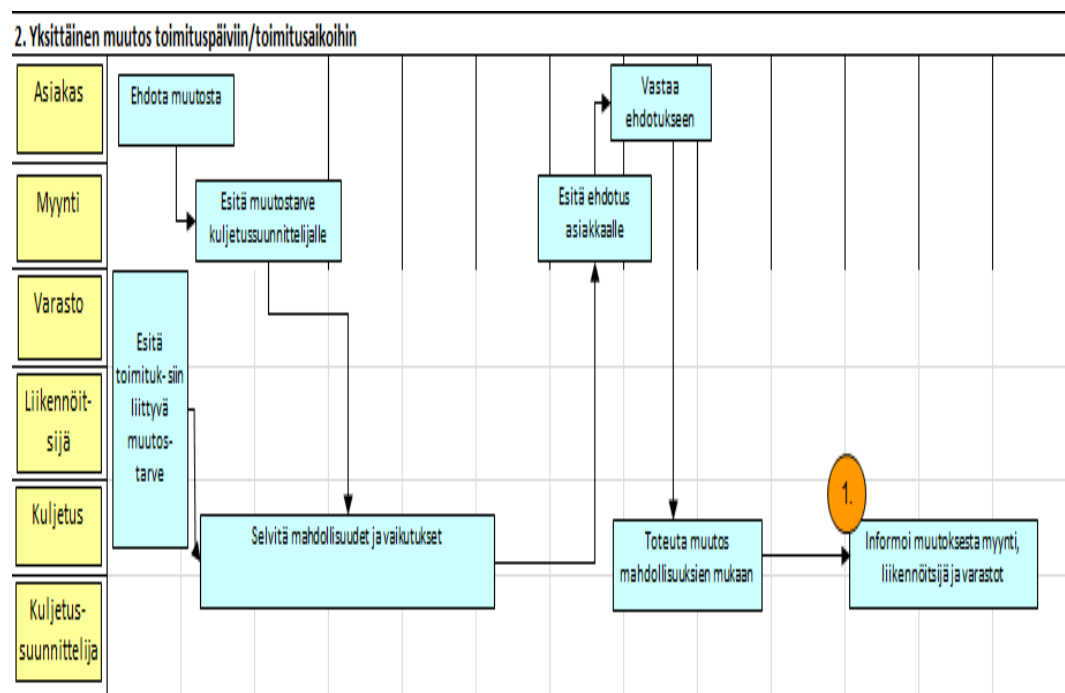 2. Yksittäinen muutos toimituspäiviin/toimitusaikoihin
Asiakas
Ehdota muutosta
Vastaa
ehdotukseen
Myynti
Esitä muutostarve
kuljetussuunnittelijalle
Esitä ehdotus
asiakkaalle
Varasto
Esitä
toimituk-siin
liittyvä
muutos-
tarve
Liikennöit-
sijä
Kuljetus
Selvitä mahdollisuudet ja vaikutukset
Toteuta muutos
mahdollisuuksien mukaan
1.
Informoi muutoksesta myynti,
liikennöitsijä ja varastot
Kuljetus-
suunnittelija